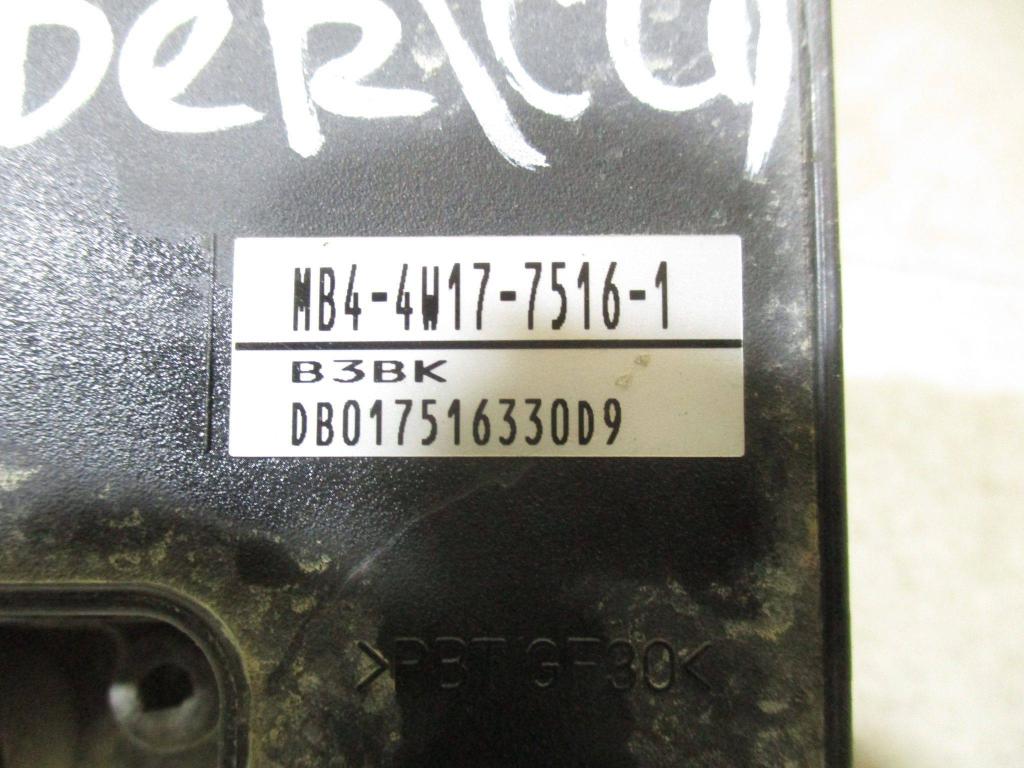 MB4-4W17-7516-1
B3BK
DB017516330D9
>PBT GF30<